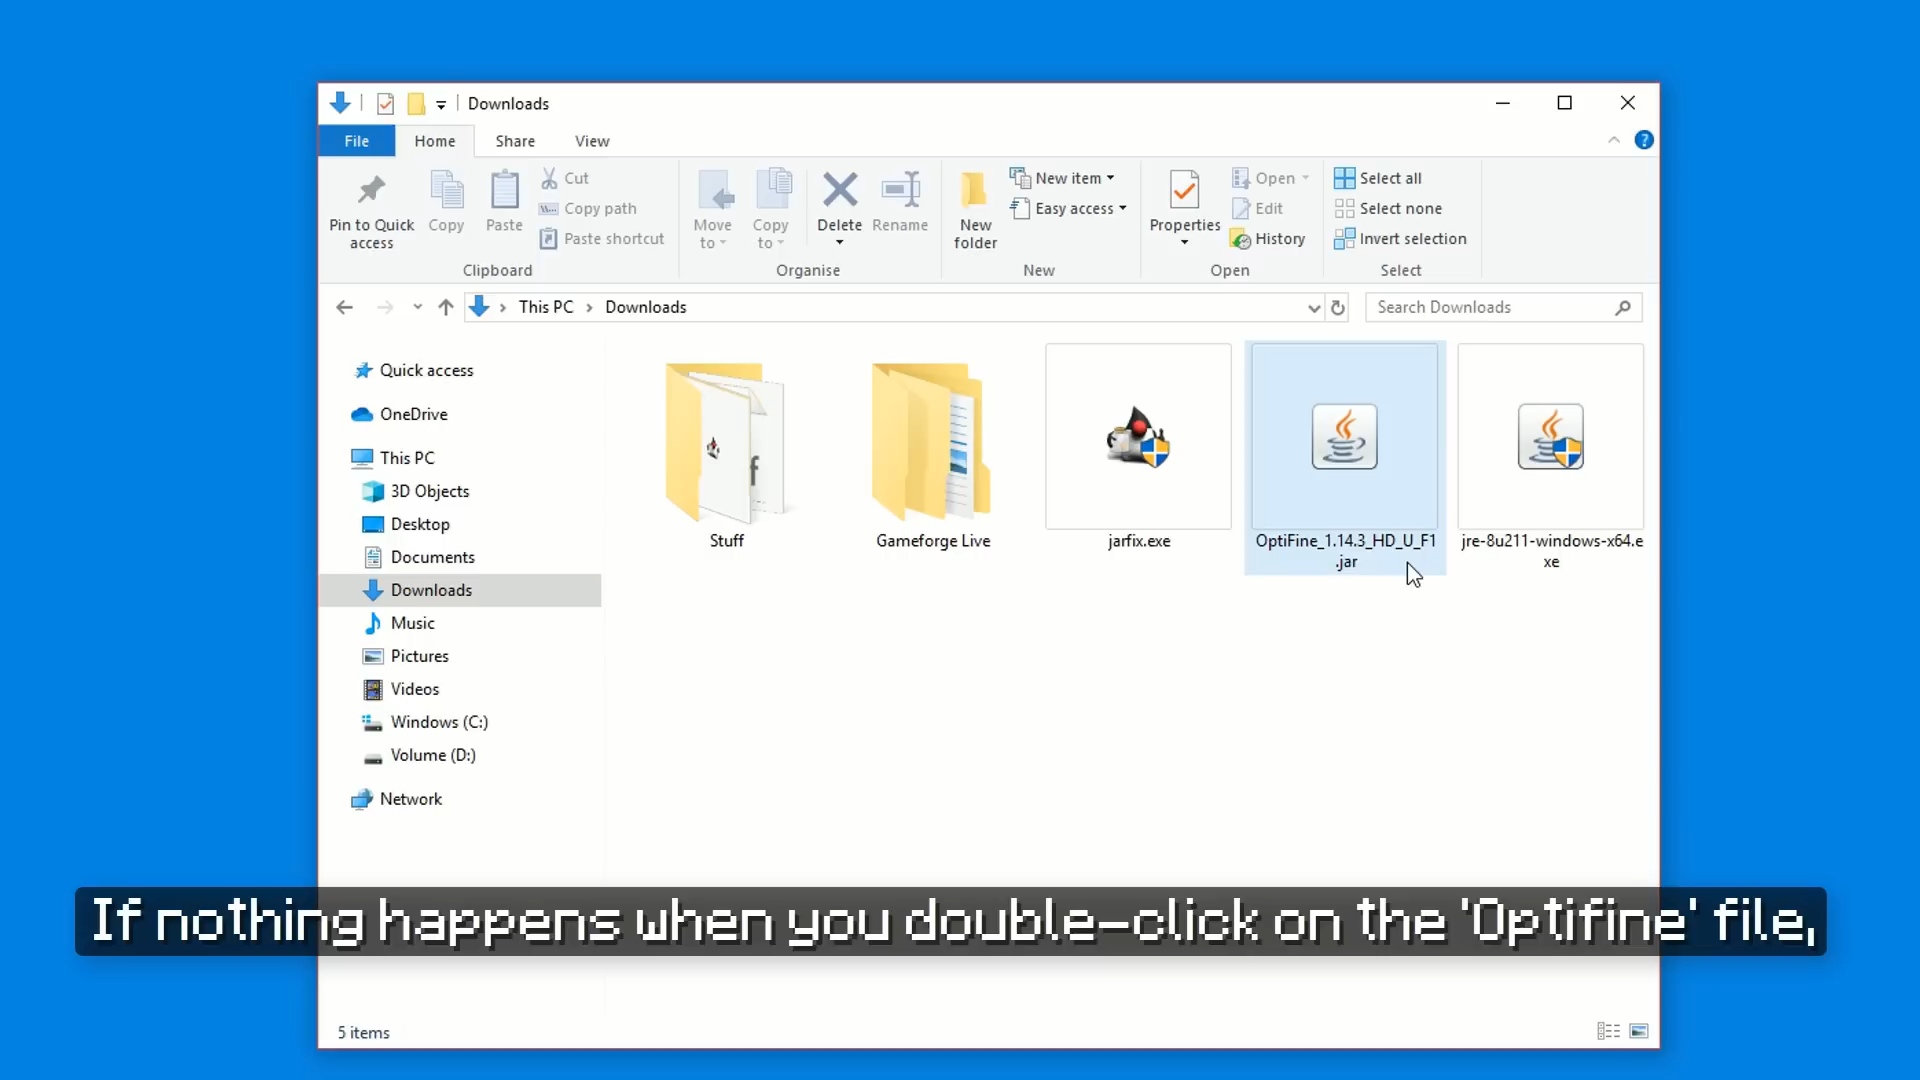 Downloads
File Home Share View
Pin to Quick access
Copy
Paste
Cut
Copy path
Paste shortcut
Clipboard
Move to
Copy to
Delete
Rename
Organise
New folder
New item
Easy access
New
Properties
Open
Edit
History
Open
Select all
Select none
Invert selection
Select
This PC Downloads
Search Downloads
Quick access
OneDrive
This PC
3D Objects
Desktop
Documents
Downloads
Music
Pictures
Videos
Windows (C:)
Volume (D:)
Network
Stuff
Gameforge Live
jarfix.exe
OptiFine_1.14.3_HD_U_F1
.jar
jre-8u211-windows-x64.e
xe
If nothing happens when you double-click on the 'Optifine' file,
5 items